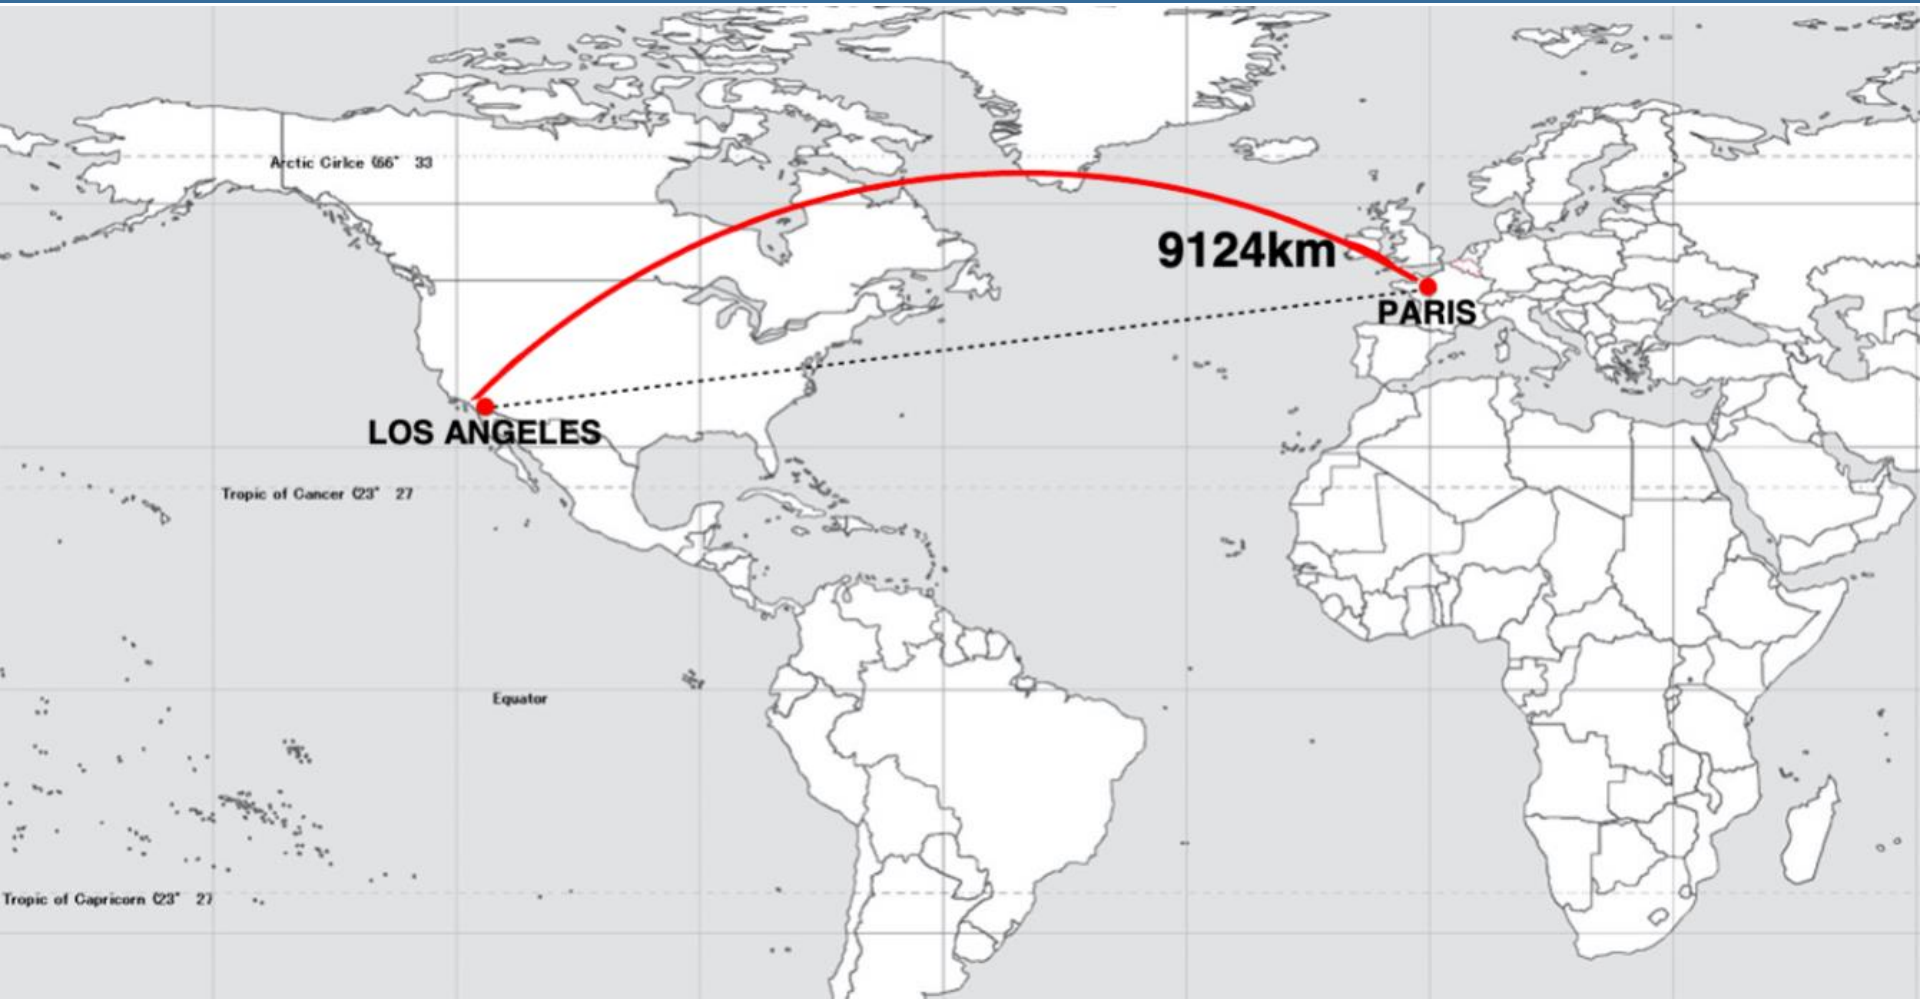 Arctic Cirlce (66° 33
9124km
PARIS
LOS ANGELES
Tropic of Cancer (23° 27
Equator
Tropic of Capricorn (23° 27